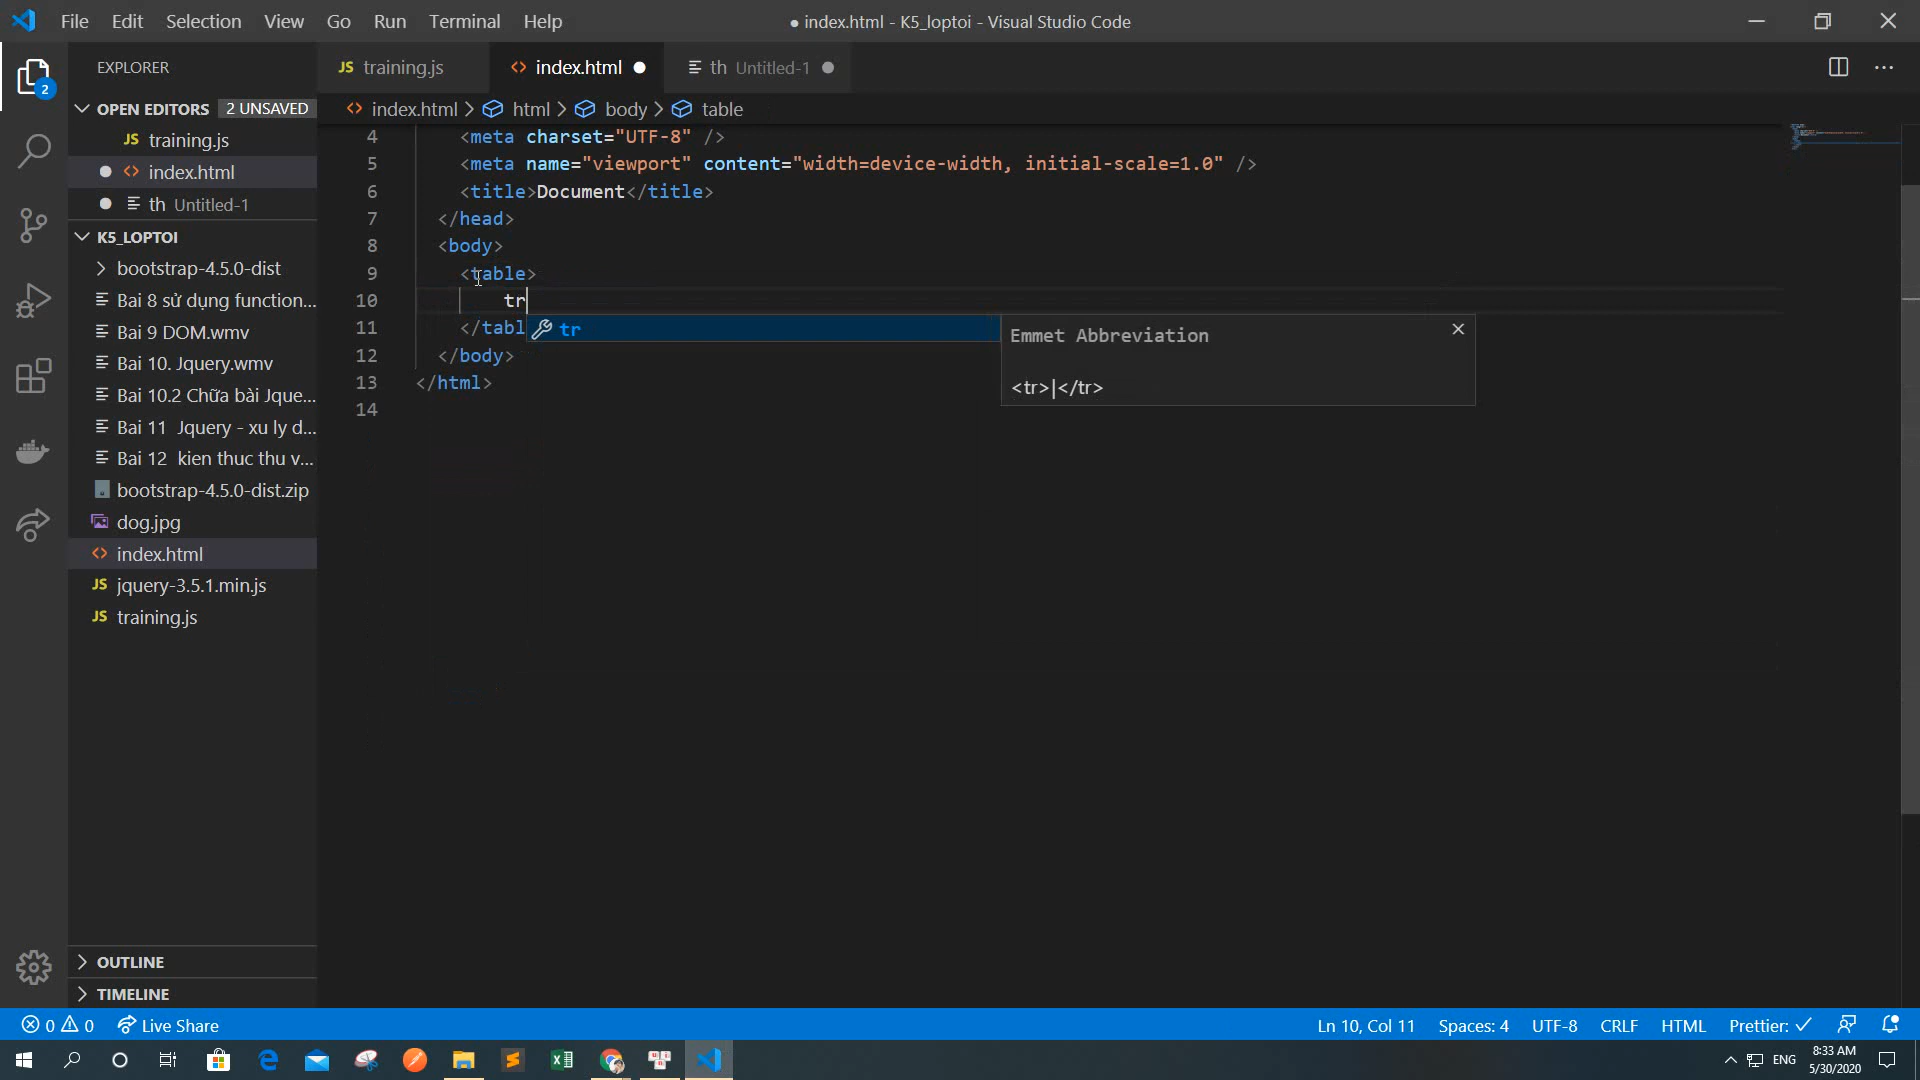 File Edit Selection View Go Run Terminal Help
● index.html - K5_loptoi - Visual Studio Code
EXPLORER
JS training.js
index.html ●
th Untitled-1 ●
2
OPEN EDITORS 2 UNSAVED
index.html > html > body > table
JS training.js
index.html
th Untitled-1
K5_LOPTOI
bootstrap-4.5.0-dist
Bai 8 sử dụng function...
Bai 9 DOM.wmv
Bai 10. Jquery.wmv
Bai 10.2 Chữa bài Jque...
Bai 11 Jquery - xu ly d...
Bai 12 kien thuc thu v...
bootstrap-4.5.0-dist.zip
dog.jpg
index.html
JS jquery-3.5.1.min.js
JS training.js
OUTLINE
TIMELINE
4 <meta charset="UTF-8" />
5 <meta name="viewport" content="width=device-width, initial-scale=1.0" />
6 <title>Document</title>
7 </head>
8 <body>
9 <table>
10 tr
11 </tabl
12 </body>
13 </html>
14
tr
Emmet Abbreviation
<tr>|</tr>
0 0 Live Share
Ln 10, Col 11 Spaces: 4 UTF-8 CRLF HTML Prettier: ✓
ENG
8:33 AM
5/30/2020